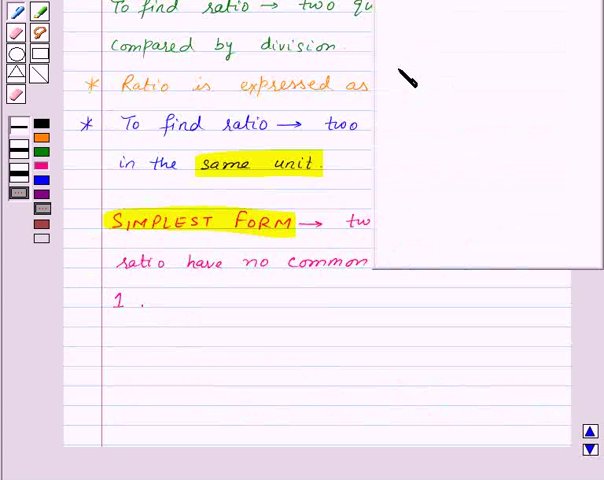 To find ratio → two qu
compared by division.
* Ratio is expressed as
* To find ratio → two
in the same unit.
SIMPLEST FORM → tw
ratio have no common
1 .